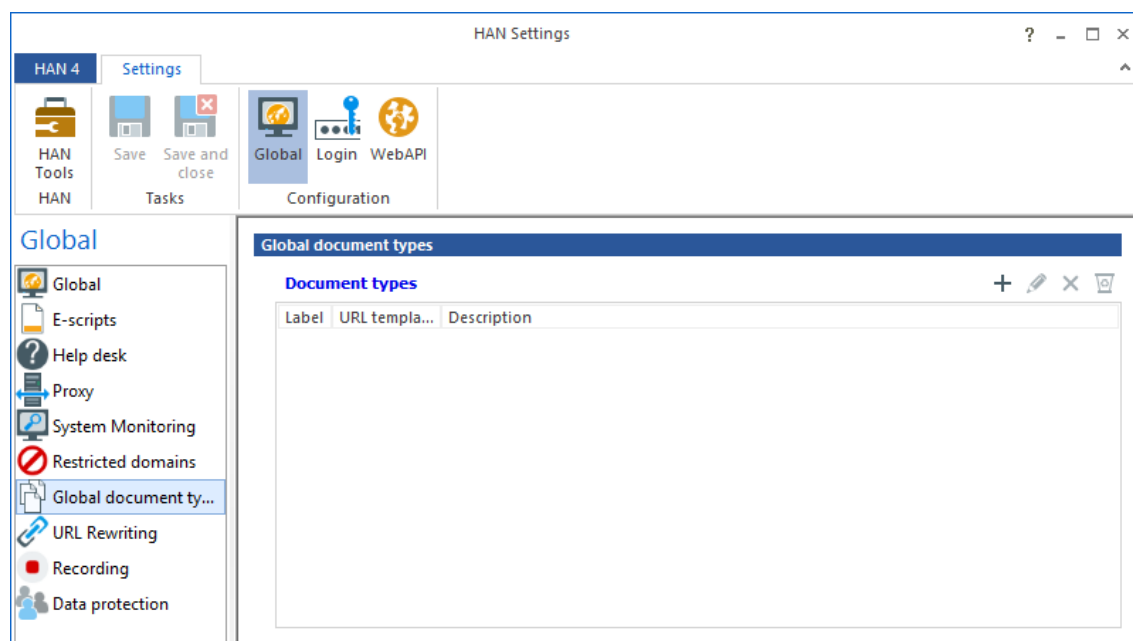 HAN Settings
?
HAN 4 Settings
HAN Tools
Save
Save and close
Global
Login
WebAPI
HAN
Tasks
Configuration
Global
Global
E-scripts
Help desk
Proxy
System Monitoring
Restricted domains
Global document ty...
URL Rewriting
Recording
Data protection
Global document types
Document types
Label URL templa... Description